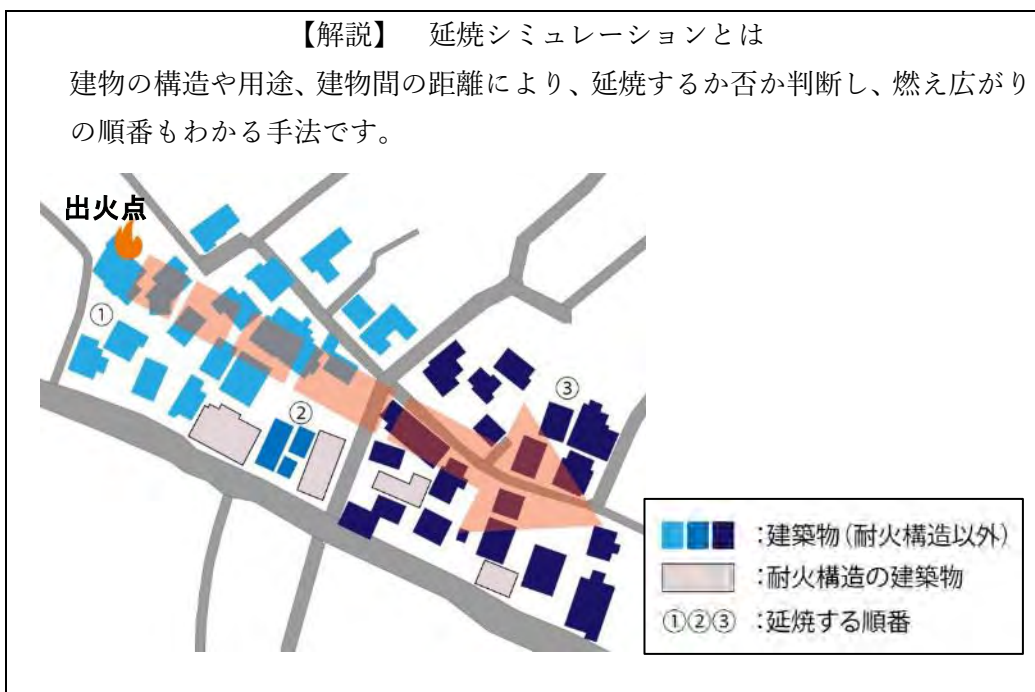 【解説】 延焼シミュレーションとは
建物の構造や用途、建物間の距離により、延焼するか否か判断し、燃え広がり
の順番もわかる手法です。
出火点
①
②
③
:建築物(耐火構造以外)
:耐火構造の建築物
①②③ :延焼する順番